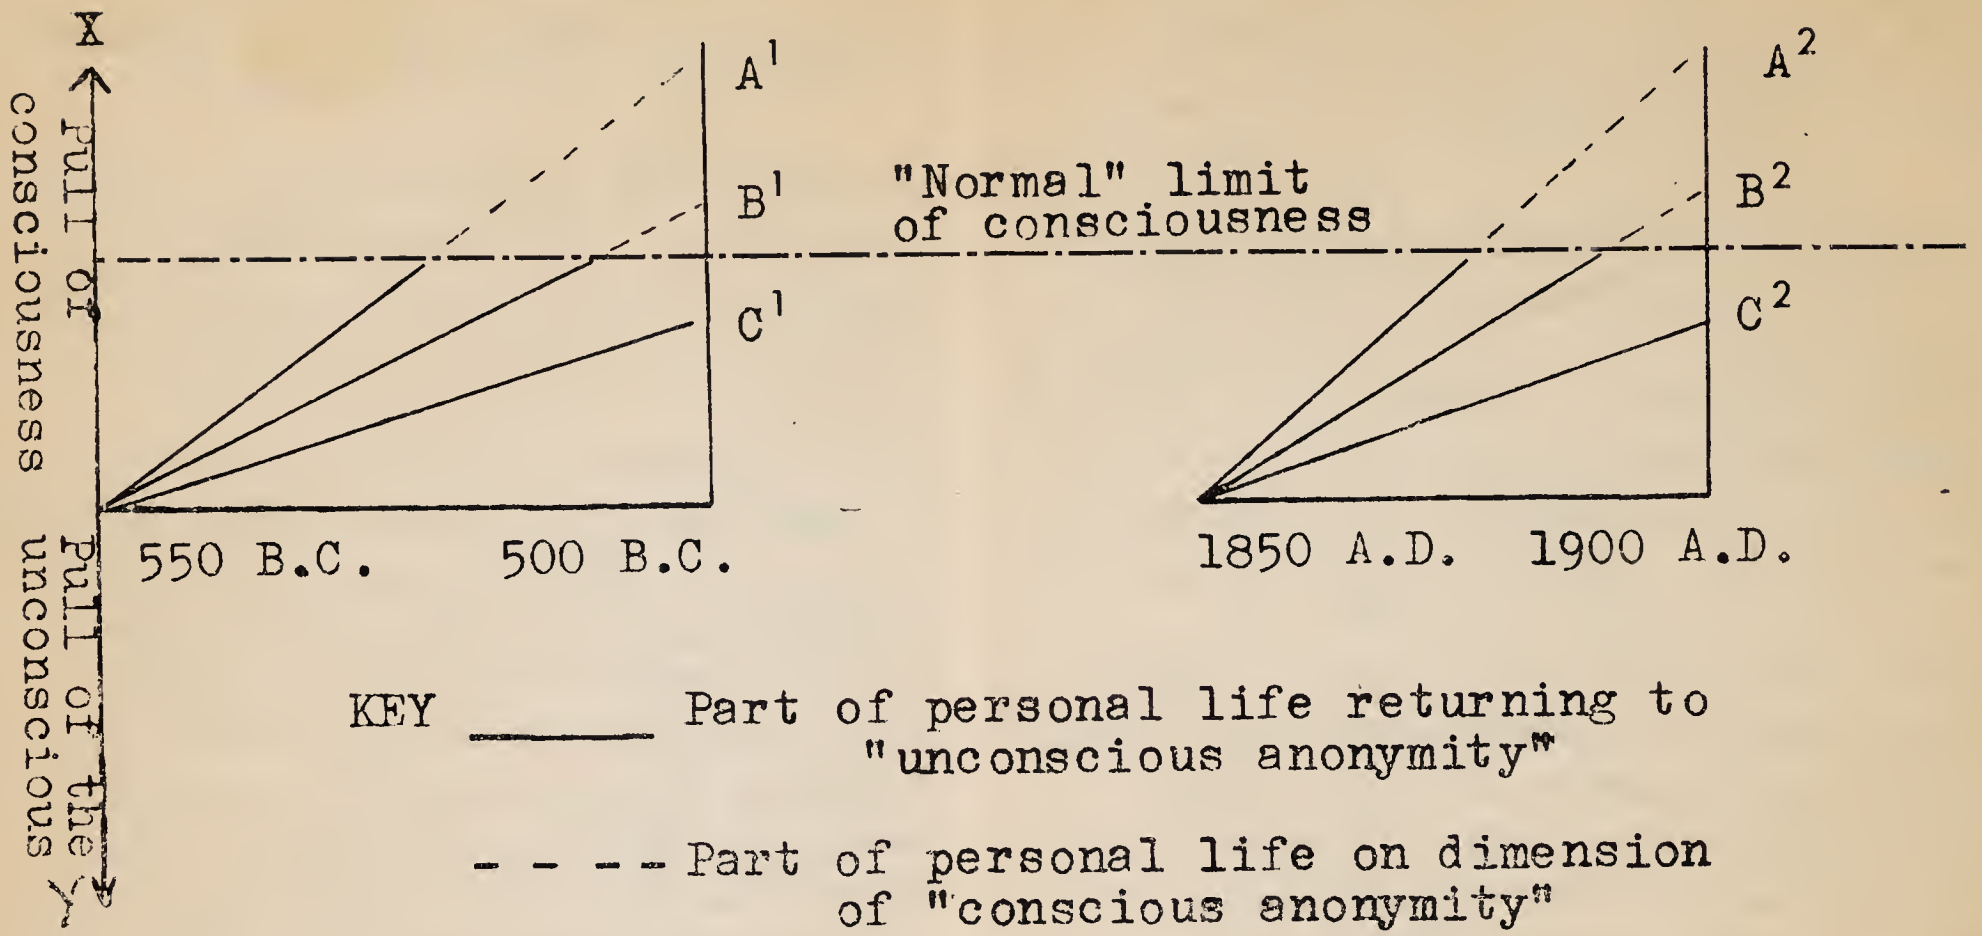 X
Pull of
consciousness
Pull of the
unconscious
Y
A¹
B¹
C¹
"Normal" limit
of consciousness
A²
B²
C²
550 B.C. 500 B.C.
1850 A.D. 1900 A.D.
KEY Part of personal life returning to
"unconscious anonymity"
Part of personal life on dimension
of "conscious anonymity"